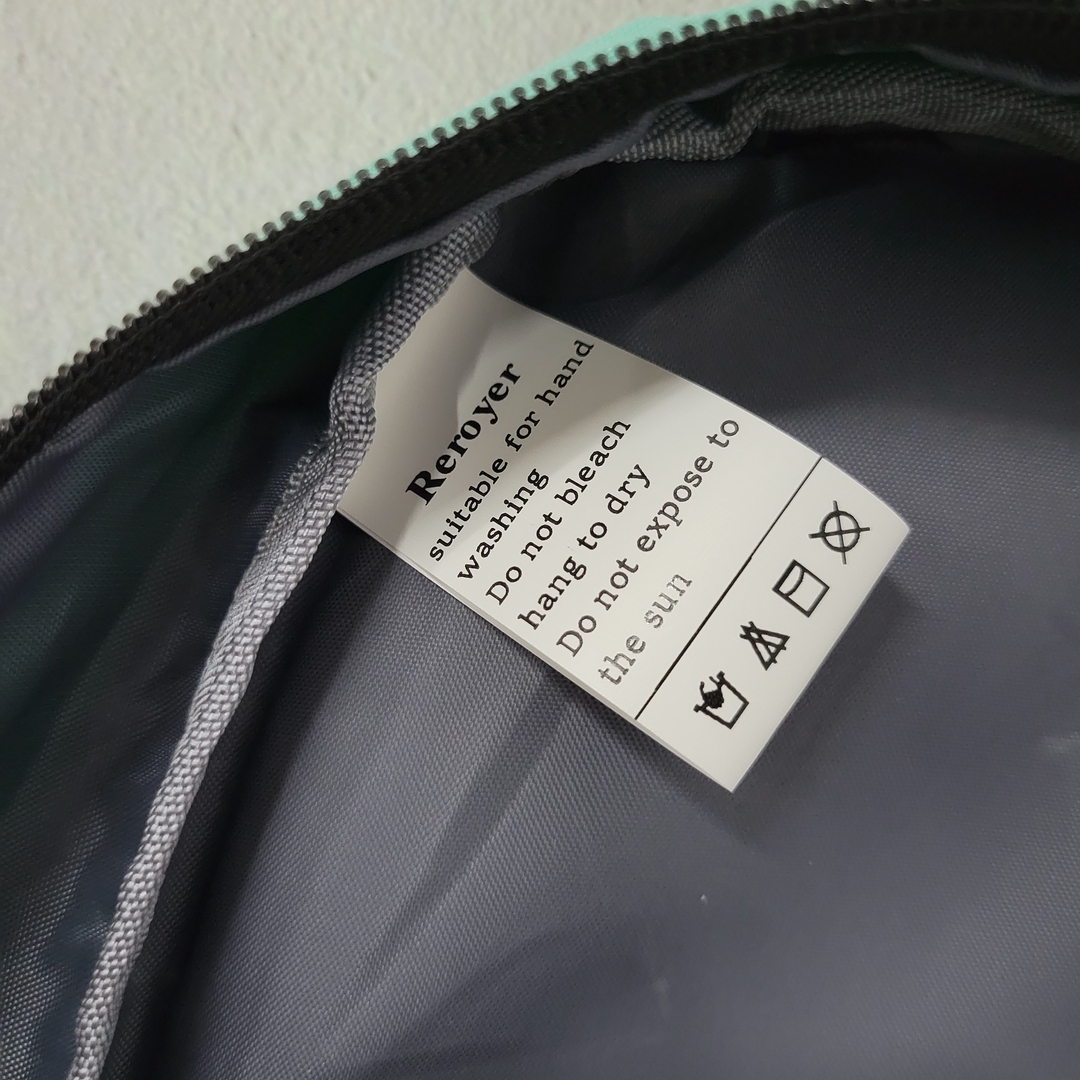 Reroyer
suitable for hand
washing
Do not bleach
hang to dry
Do not expose to
the sun